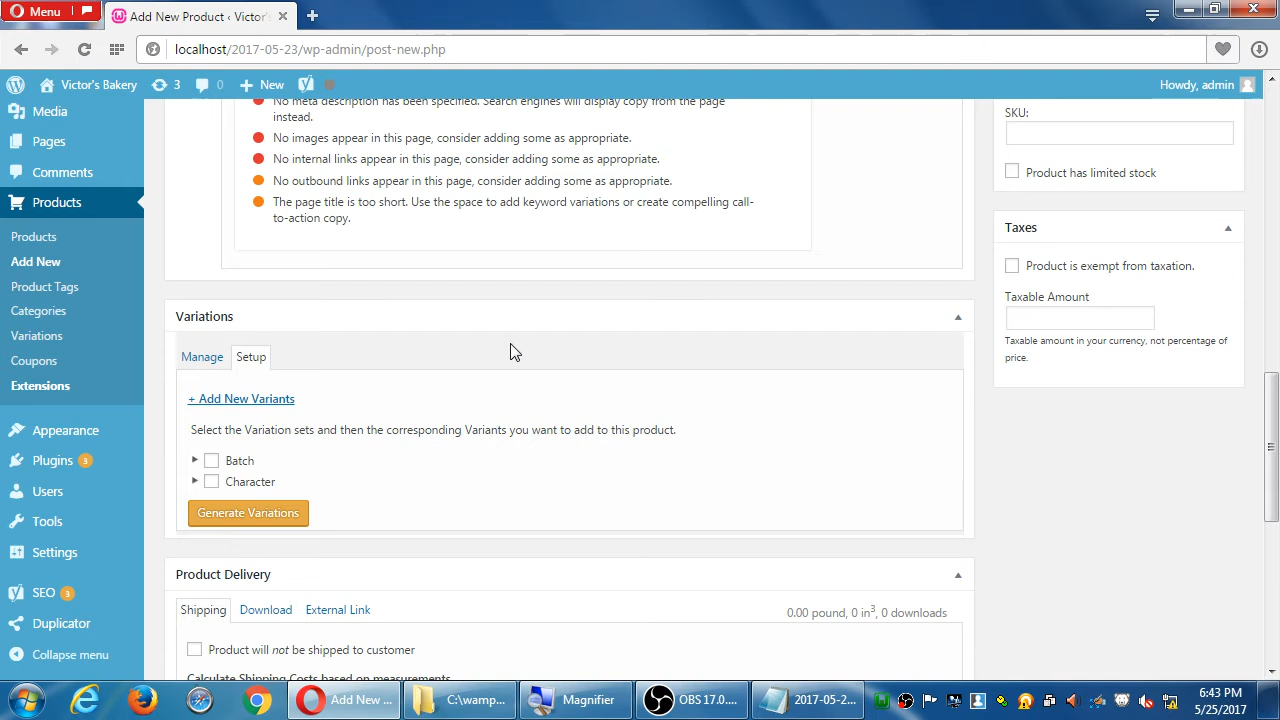 Menu
Add New Product ‹ Victor's
localhost/2017-05-23/wp-admin/post-new.php
Victor's Bakery
3
0
New
Howdy, admin
Media
Pages
Comments
Products
Products
Add New
Product Tags
Categories
Variations
Coupons
Extensions
Appearance
Plugins 3
Users
Tools
Settings
SEO 3
Duplicator
Collapse menu
No meta description has been specified. Search engines will display copy from the page
instead.
No images appear in this page, consider adding some as appropriate.
No internal links appear in this page, consider adding some as appropriate.
No outbound links appear in this page, consider adding some as appropriate.
The page title is too short. Use the space to add keyword variations or create compelling call-
to-action copy.
Variations
Manage
Setup
+ Add New Variants
Select the Variation sets and then the corresponding Variants you want to add to this product.
Batch
Character
Generate Variations
Product Delivery
Shipping
Download
External Link
0.00 pound, 0 in³, 0 downloads
Product will not be shipped to customer
Calculate Shipping Costs based on measurements
SKU:
Product has limited stock
Taxes
Product is exempt from taxation.
Taxable Amount
Taxable amount in your currency, not percentage of
price.
Add New ...
C:\wamp...
Magnifier
OBS 17.0....
2017-05-2...
6:43 PM
5/25/2017